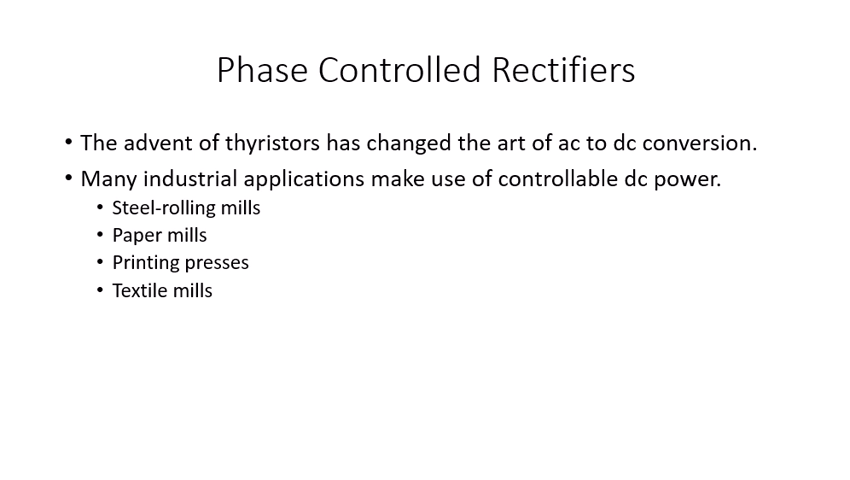 Phase Controlled Rectifiers
• The advent of thyristors has changed the art of ac to dc conversion.
• Many industrial applications make use of controllable dc power.
• Steel-rolling mills
• Paper mills
• Printing presses
• Textile mills